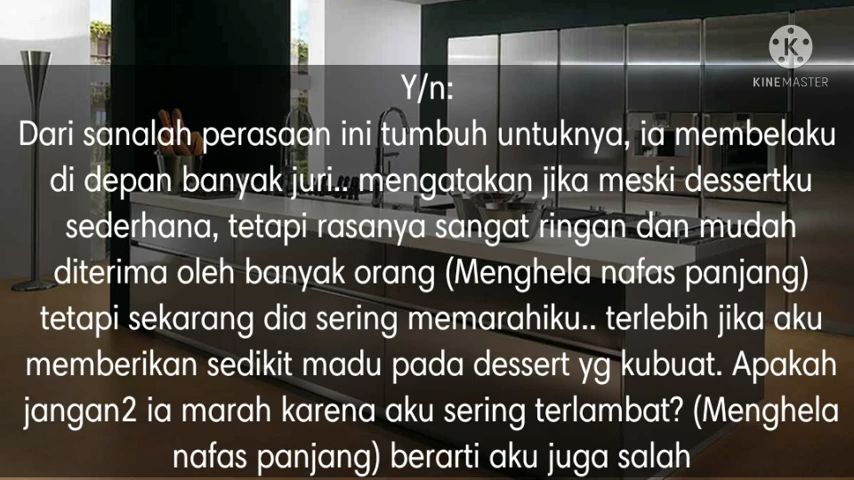 Y/n:
Dari sanalah perasaan ini tumbuh untuknya, ia membelaku
di depan banyak juri.. mengatakan jika meski dessertku
sederhana, tetapi rasanya sangat ringan dan mudah
diterima oleh banyak orang (Menghela nafas panjang)
tetapi sekarang dia sering memarahiku.. terlebih jika aku
memberikan sedikit madu pada dessert yg kubuat. Apakah
jangan2 ia marah karena aku sering terlambat? (Menghela
nafas panjang) berarti aku juga salah
K
KINEMASTER